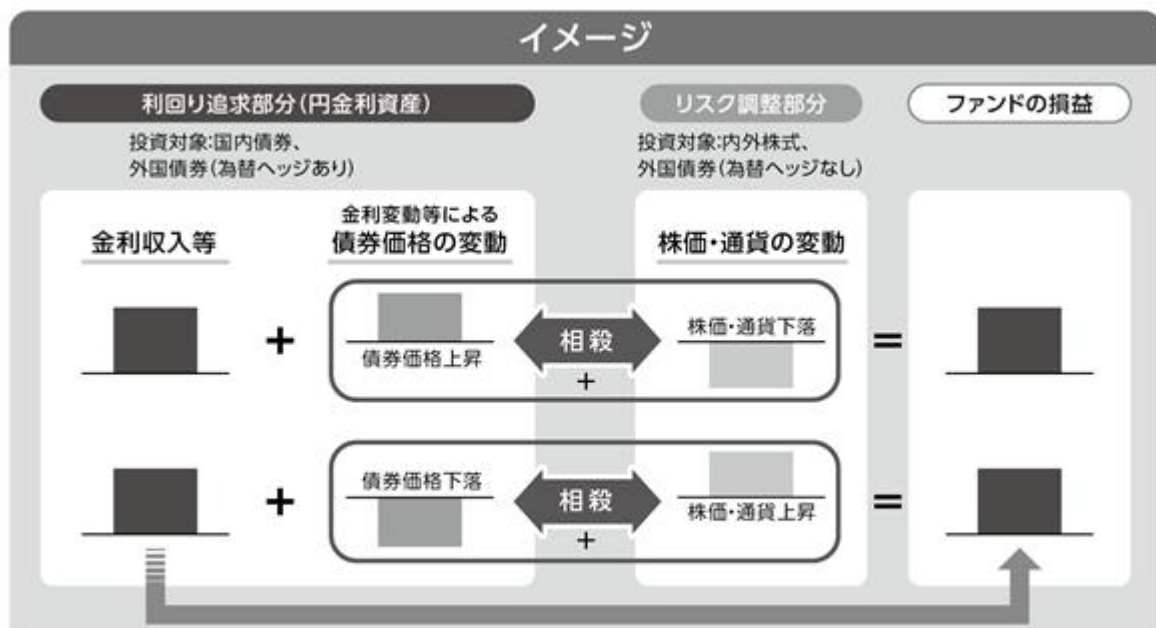 イメージ
利回り追求部分(円金利資産)
投資対象:国内債券、
外国債券(為替ヘッジあり)
リスク調整部分
投資対象:内外株式、
外国債券(為替ヘッジなし)
ファンドの損益
金利収入等
金利変動等による
債券価格の変動
株価・通貨の変動
+
債券価格上昇
相殺
+
株価・通貨下落
=
+
債券価格下落
相殺
+
株価・通貨上昇
=